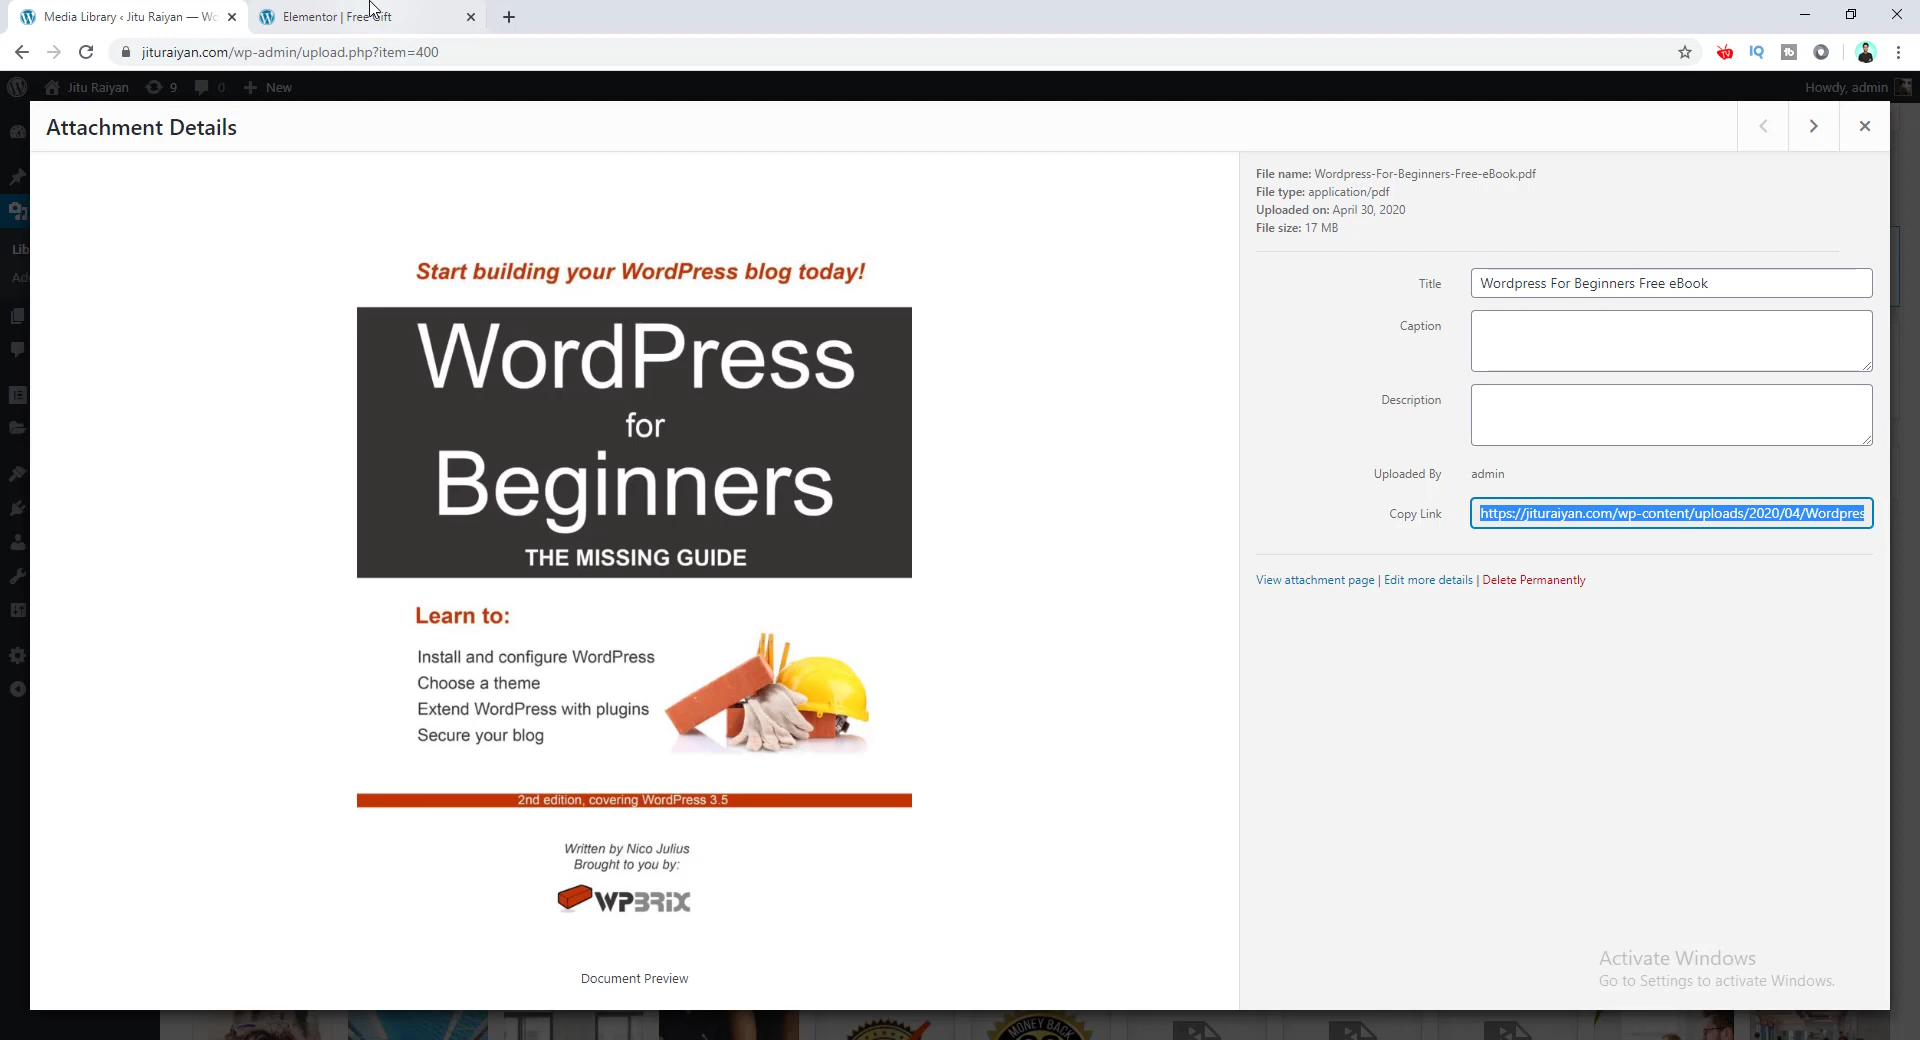 Media Library ‹ Jitu Raiyan — Wo
Elementor | Free Gift
jituraiyan.com/wp-admin/upload.php?item=400
Jitu Raiyan
9
0
New
Howdy, admin
Attachment Details
Lib
Ad
Start building your WordPress blog today!
WordPress
for
Beginners
THE MISSING GUIDE
Learn to:
Install and configure WordPress
Choose a theme
Extend WordPress with plugins
Secure your blog
2nd edition, covering WordPress 3.5
Written by Nico Julius
Brought to you by:
WPBRIX
Document Preview
File name: Wordpress-For-Beginners-Free-eBook.pdf
File type: application/pdf
Uploaded on: April 30, 2020
File size: 17 MB
Title
Wordpress For Beginners Free eBook
Caption
Description
Uploaded By
admin
Copy Link
https://jituraiyan.com/wp-content/uploads/2020/04/Wordpres
View attachment page | Edit more details | Delete Permanently
Activate Windows
Go to Settings to activate Windows.
MONEY BACK